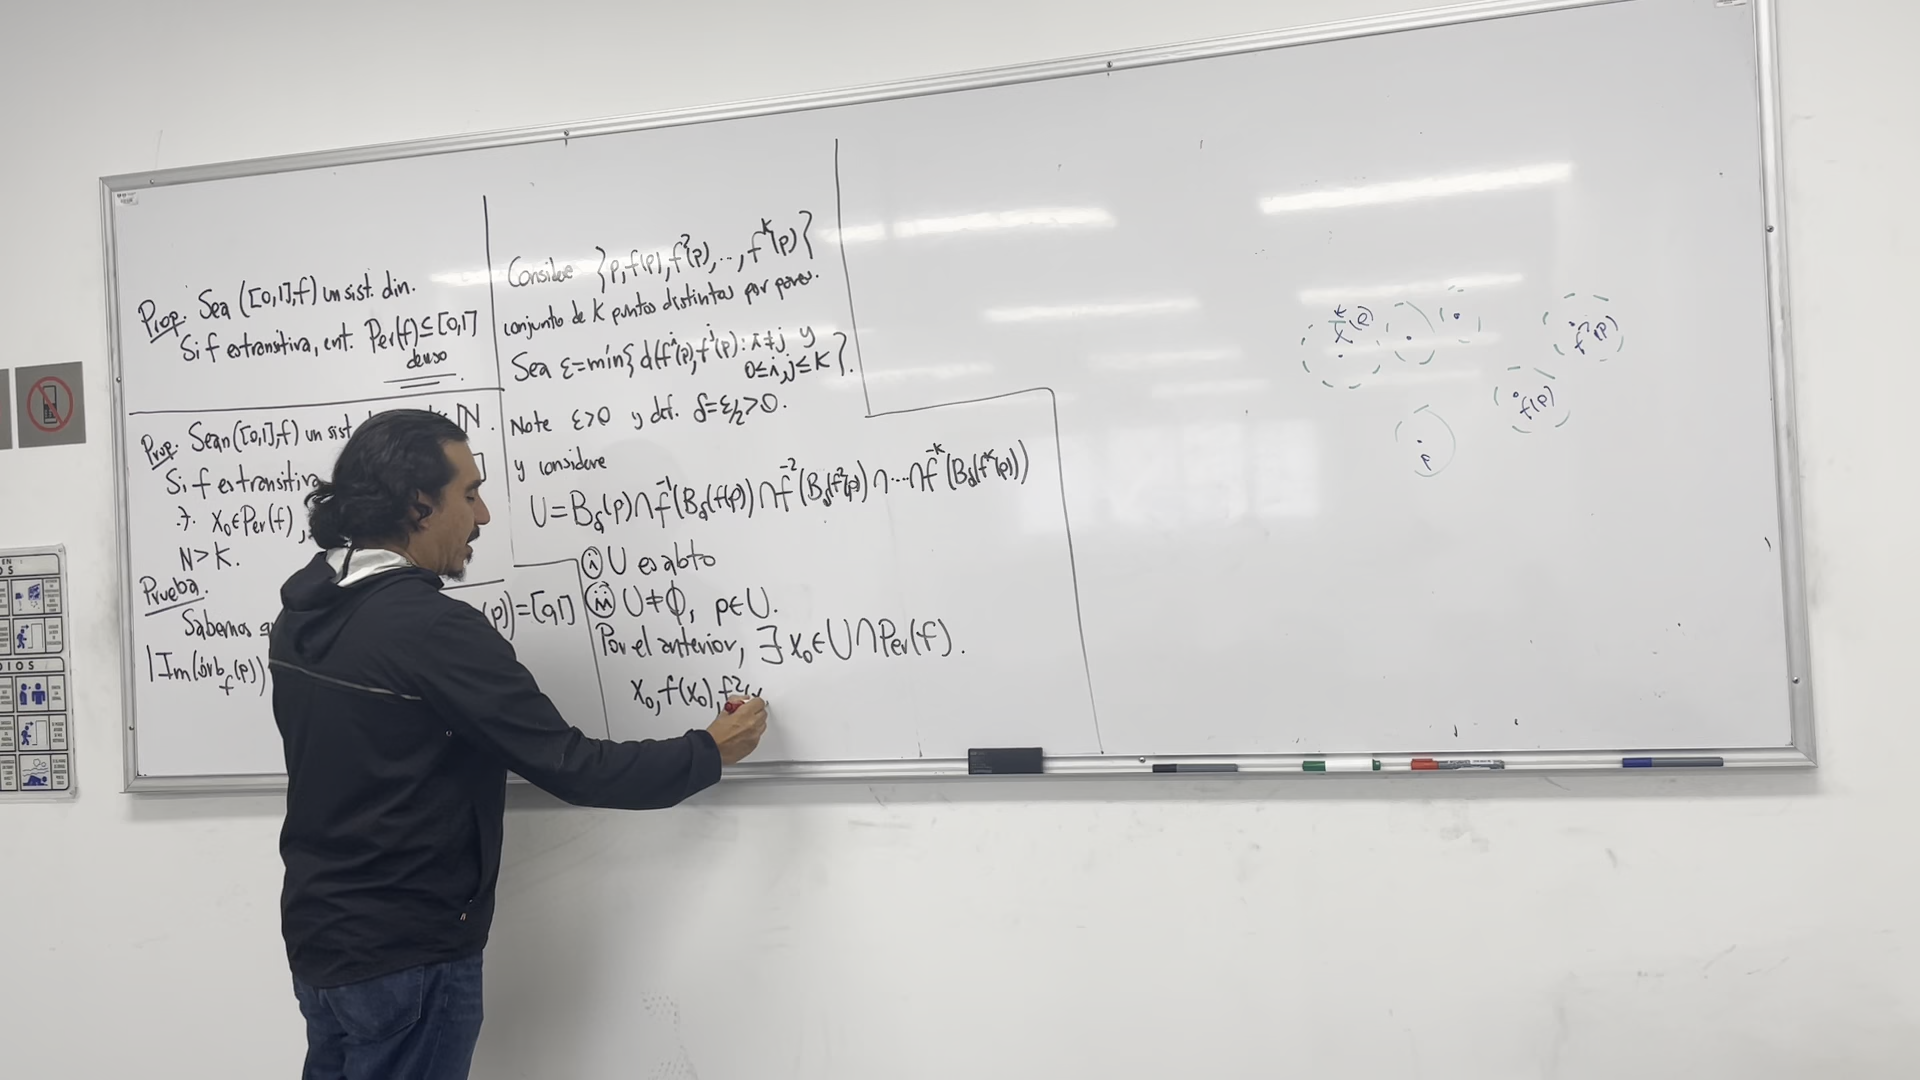 Prop. Sea ([0,1],f) un sist. din.
Si f es transitiva, ent. Per(f)⊆[0,1]
denso
Prop. Sean ([0,1],f) un sist N.
Si f es transitiva
∴ x₀∈Per(f),
N>K.
Prueba.
Sabemos
|Im(órb_f(p))
(p))=[0,1]
Considere {p,f(p),f²(p),..,f^k(p)}
conjunto de K puntos distintos por pares.
Sea ε=mín{d(f^i(p),f^j(p)): i≠j y
0≤i,j≤K}.
Note ε>0 y def. δ=ε/2>0.
y considere
U=B_δ(p)∩f⁻¹(B_δ(f(p))∩f⁻²(B_δ(f²(p))∩...∩f^-k(B_δ(f^k(p)))
(i) U es abto
(ii) U≠∅, p∈U.
Por el anterior, ∃ x₀∈U∩Per(f).
x₀,f(x₀),f²(x
(p)
f²(p)
f(p)
p